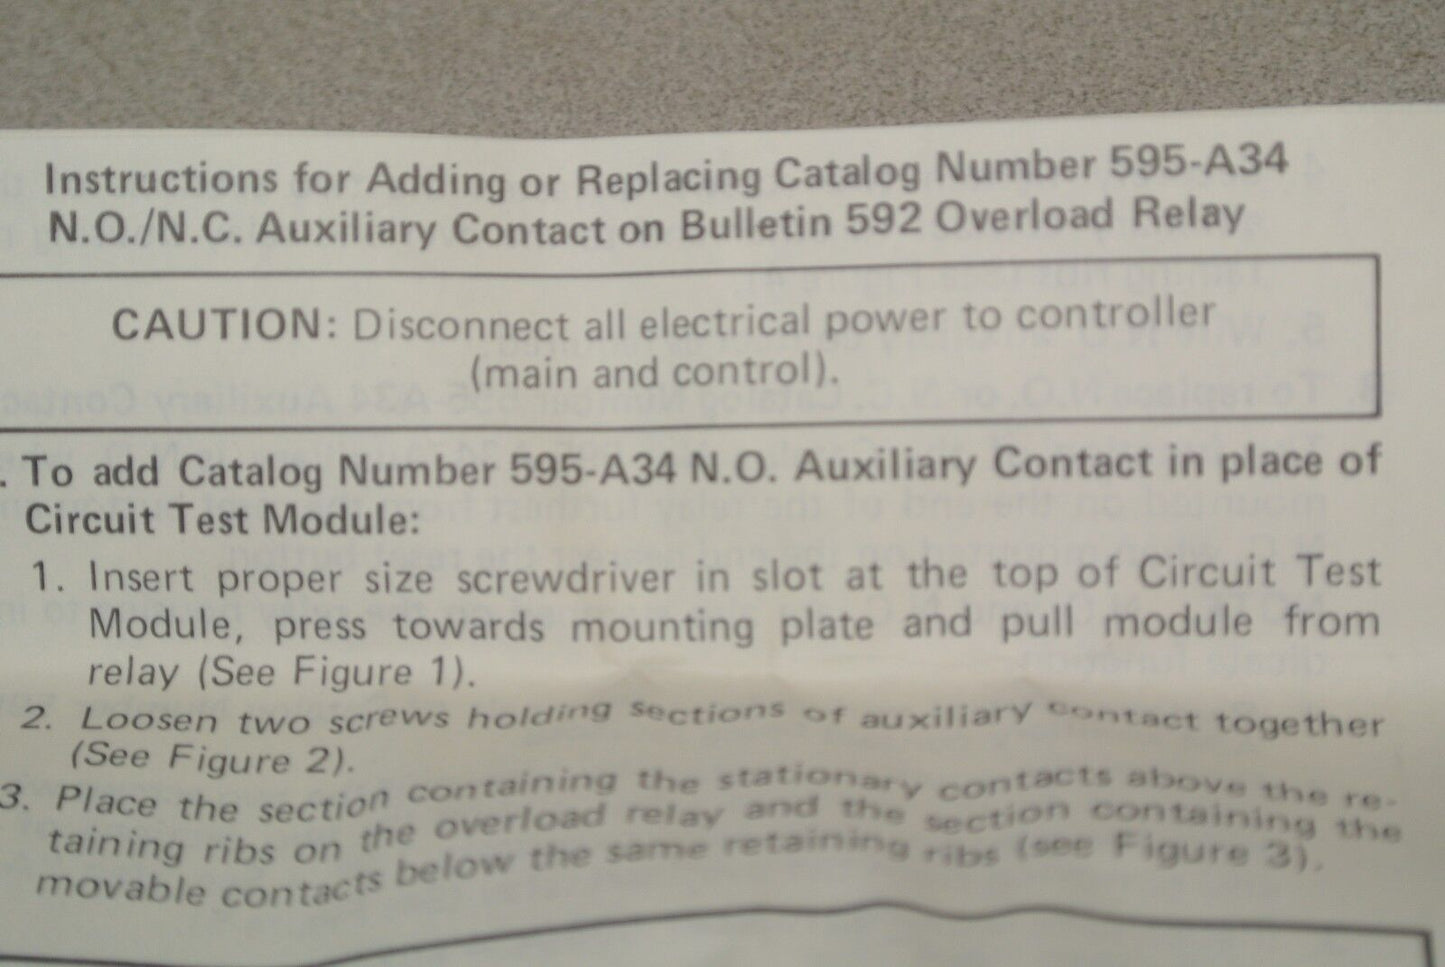 Instructions for Adding or Replacing Catalog Number 595-A34
N.O./N.C. Auxiliary Contact on Bulletin 592 Overload Relay
CAUTION: Disconnect all electrical power to controller
(main and control).
. To add Catalog Number 595-A34 N.O. Auxiliary Contact in place of
Circuit Test Module:
1. Insert proper size screwdriver in slot at the top of Circuit Test
Module, press towards mounting plate and pull module from
relay (See Figure 1).
2. Loosen two screws holding sections of auxiliary contact together
(See Figure 2).
3. Place the section containing the stationary contacts above the re-
taining ribs on the overload relay and the section containing the
movable contacts below the same retaining ribs (see Figure 3).